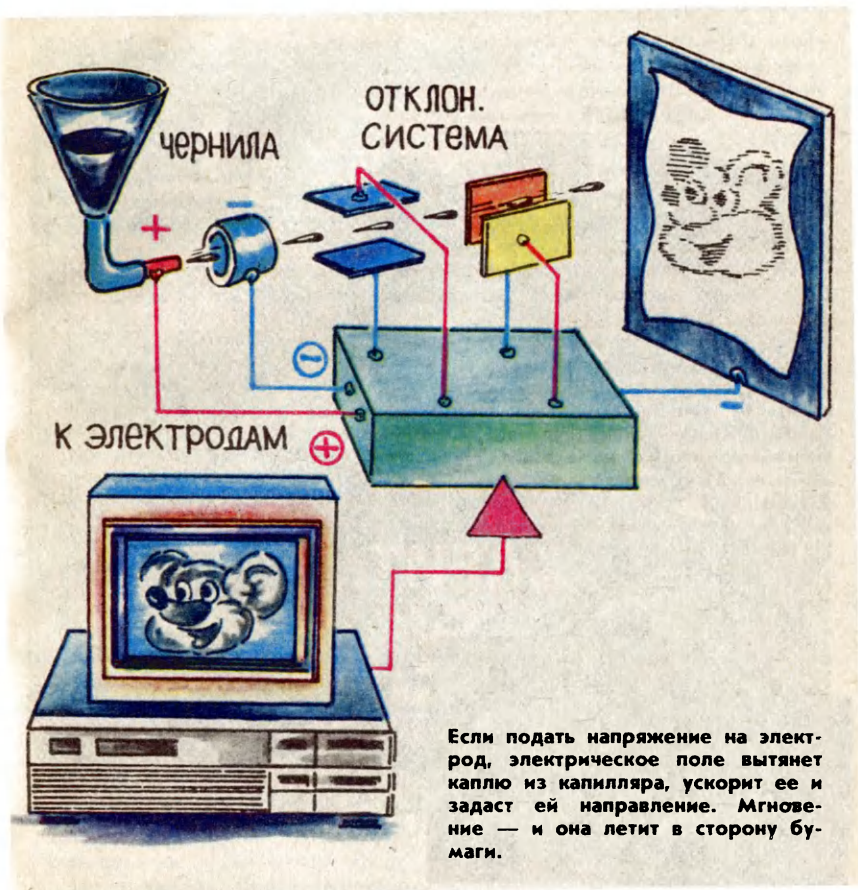 ОТКЛОН.
СИСТЕМА
ЧЕРНИЛА
+
−
−
К ЭЛЕКТРОДАМ +
−
Если подать напряжение на элект-
род, электрическое поле вытянет
каплю из капилляра, ускорит ее и
задаст ей направление. Мгнове-
ние — и она летит в сторону бу-
маги.